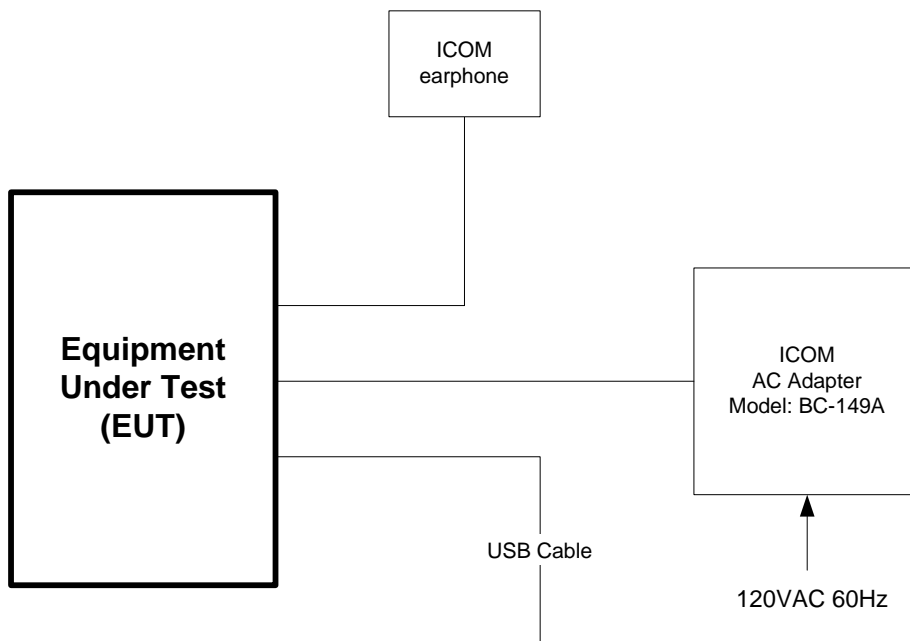 ICOM
earphone
Equipment
Under Test
(EUT)
ICOM
AC Adapter
Model: BC-149A
USB Cable
120VAC 60Hz